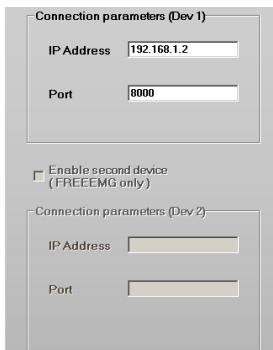 Connection parameters (Dev 1)
IP Address 192.168.1.2
Port 8000
Enable second device
(FREEEMG only)
Connection parameters (Dev 2)
IP Address
Port